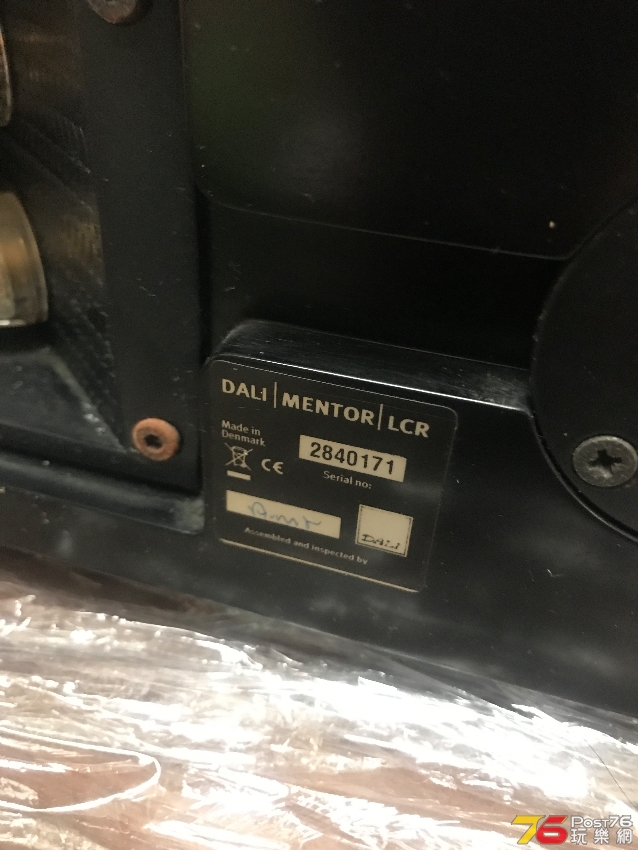 DALI | MENTOR | LCR
Made in
Denmark
2840171
CE
Serial no:
DALI
Assembled and inspected by
76 Post76
玩樂網